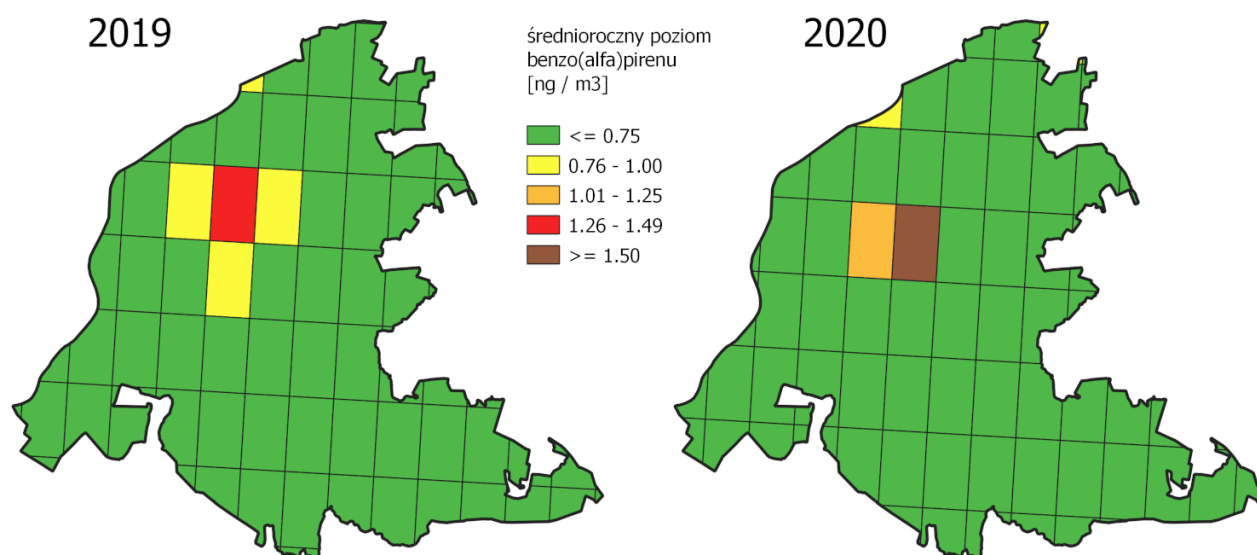 2019
średnioroczny poziom
benzo(alfa)pirenu
[ng / m3]
<= 0.75
0.76 - 1.00
1.01 - 1.25
1.26 - 1.49
>= 1.50
2020